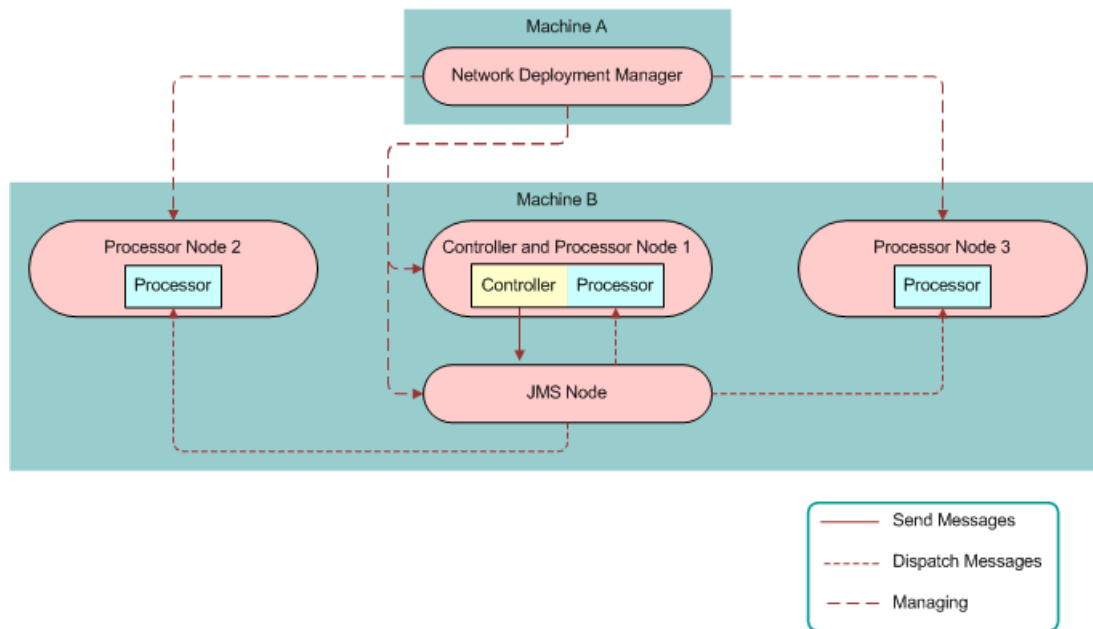 Machine A
Network Deployment Manager
Machine B
Processor Node 2
Processor
Controller and Processor Node 1
Controller
Processor
Processor Node 3
Processor
JMS Node
Send Messages
Dispatch Messages
Managing